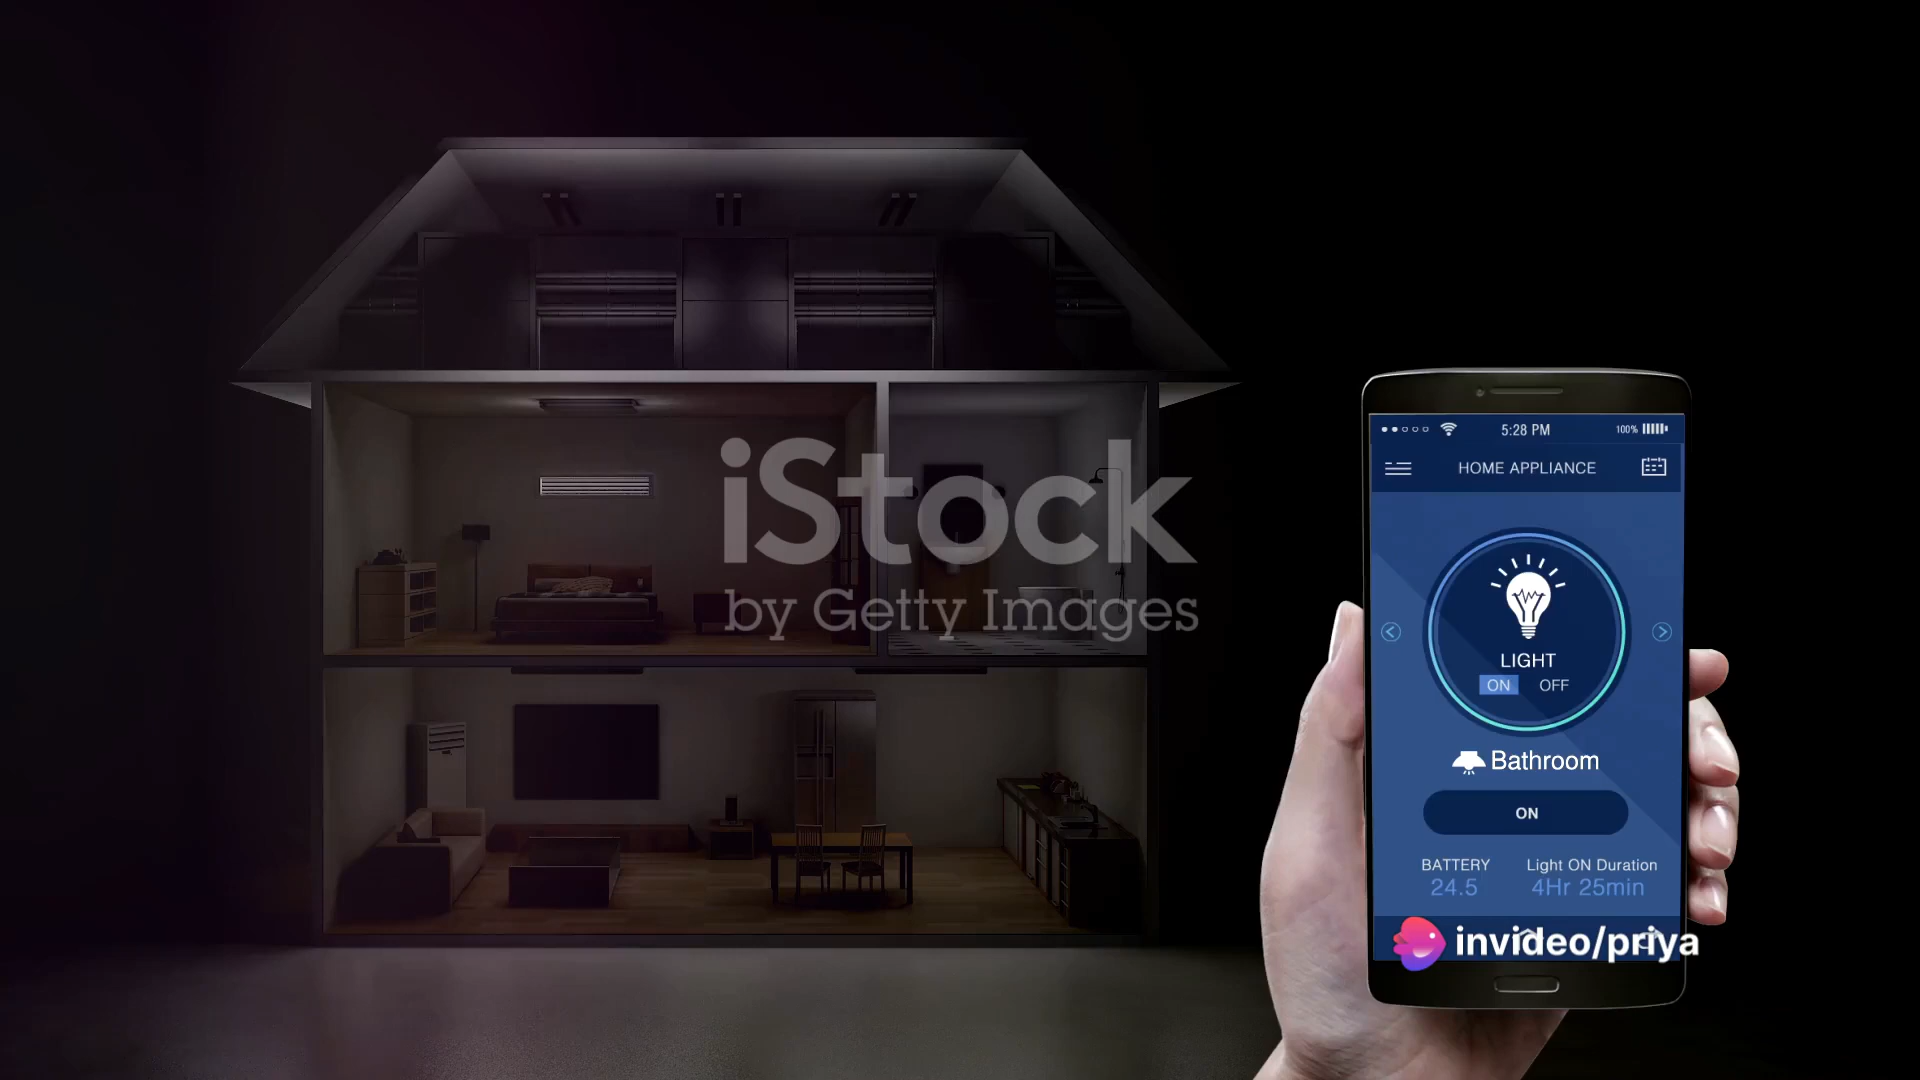 iStock
by Getty Images
5:28 PM
100%
HOME APPLIANCE
LIGHT
ON OFF
Bathroom
ON
BATTERY Light ON Duration
24.5 4Hr 25min
invideo/priya